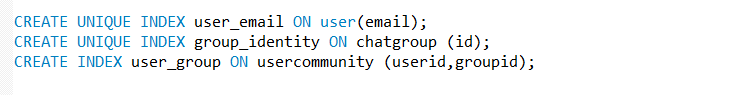 CREATE UNIQUE INDEX user_email ON user(email);
CREATE UNIQUE INDEX group_identity ON chatgroup (id);
CREATE INDEX user_group ON usercommunity (userid,groupid);